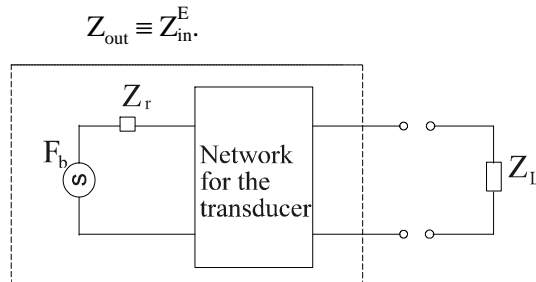 Z_out ≡ Z_in^E.
Z_r
F_b
S
Network
for the
transducer
Z_L